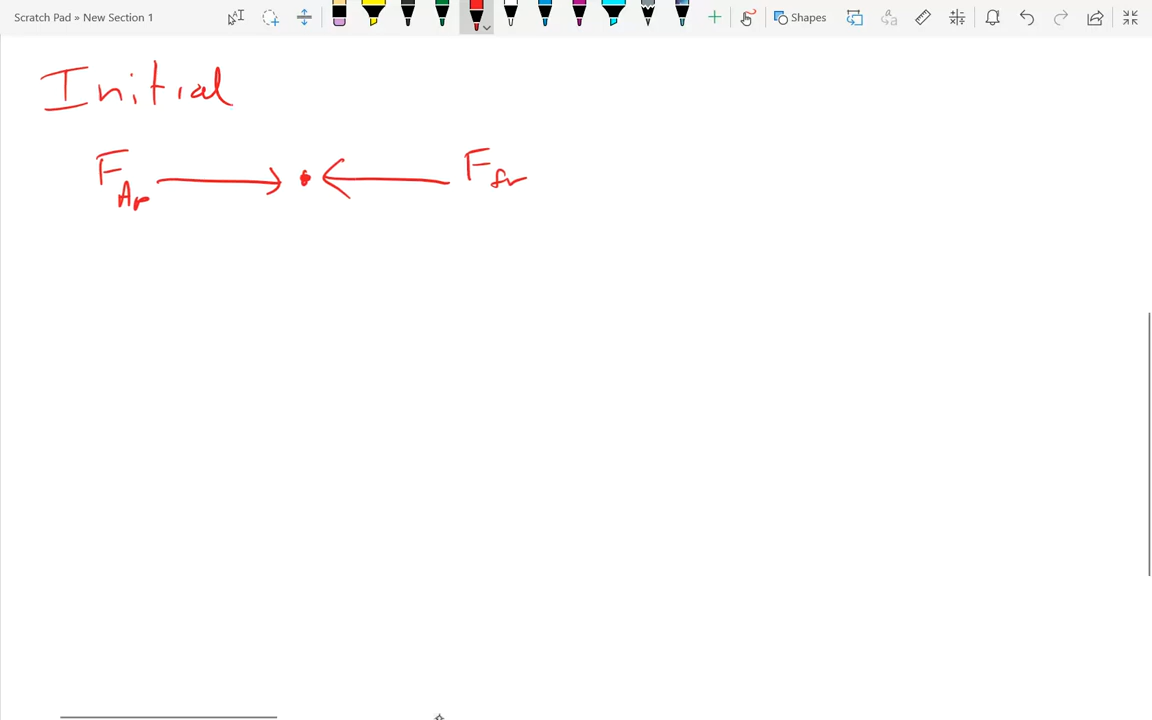 Scratch Pad » New Section 1
Shapes
Initial
F_Ar F_fr